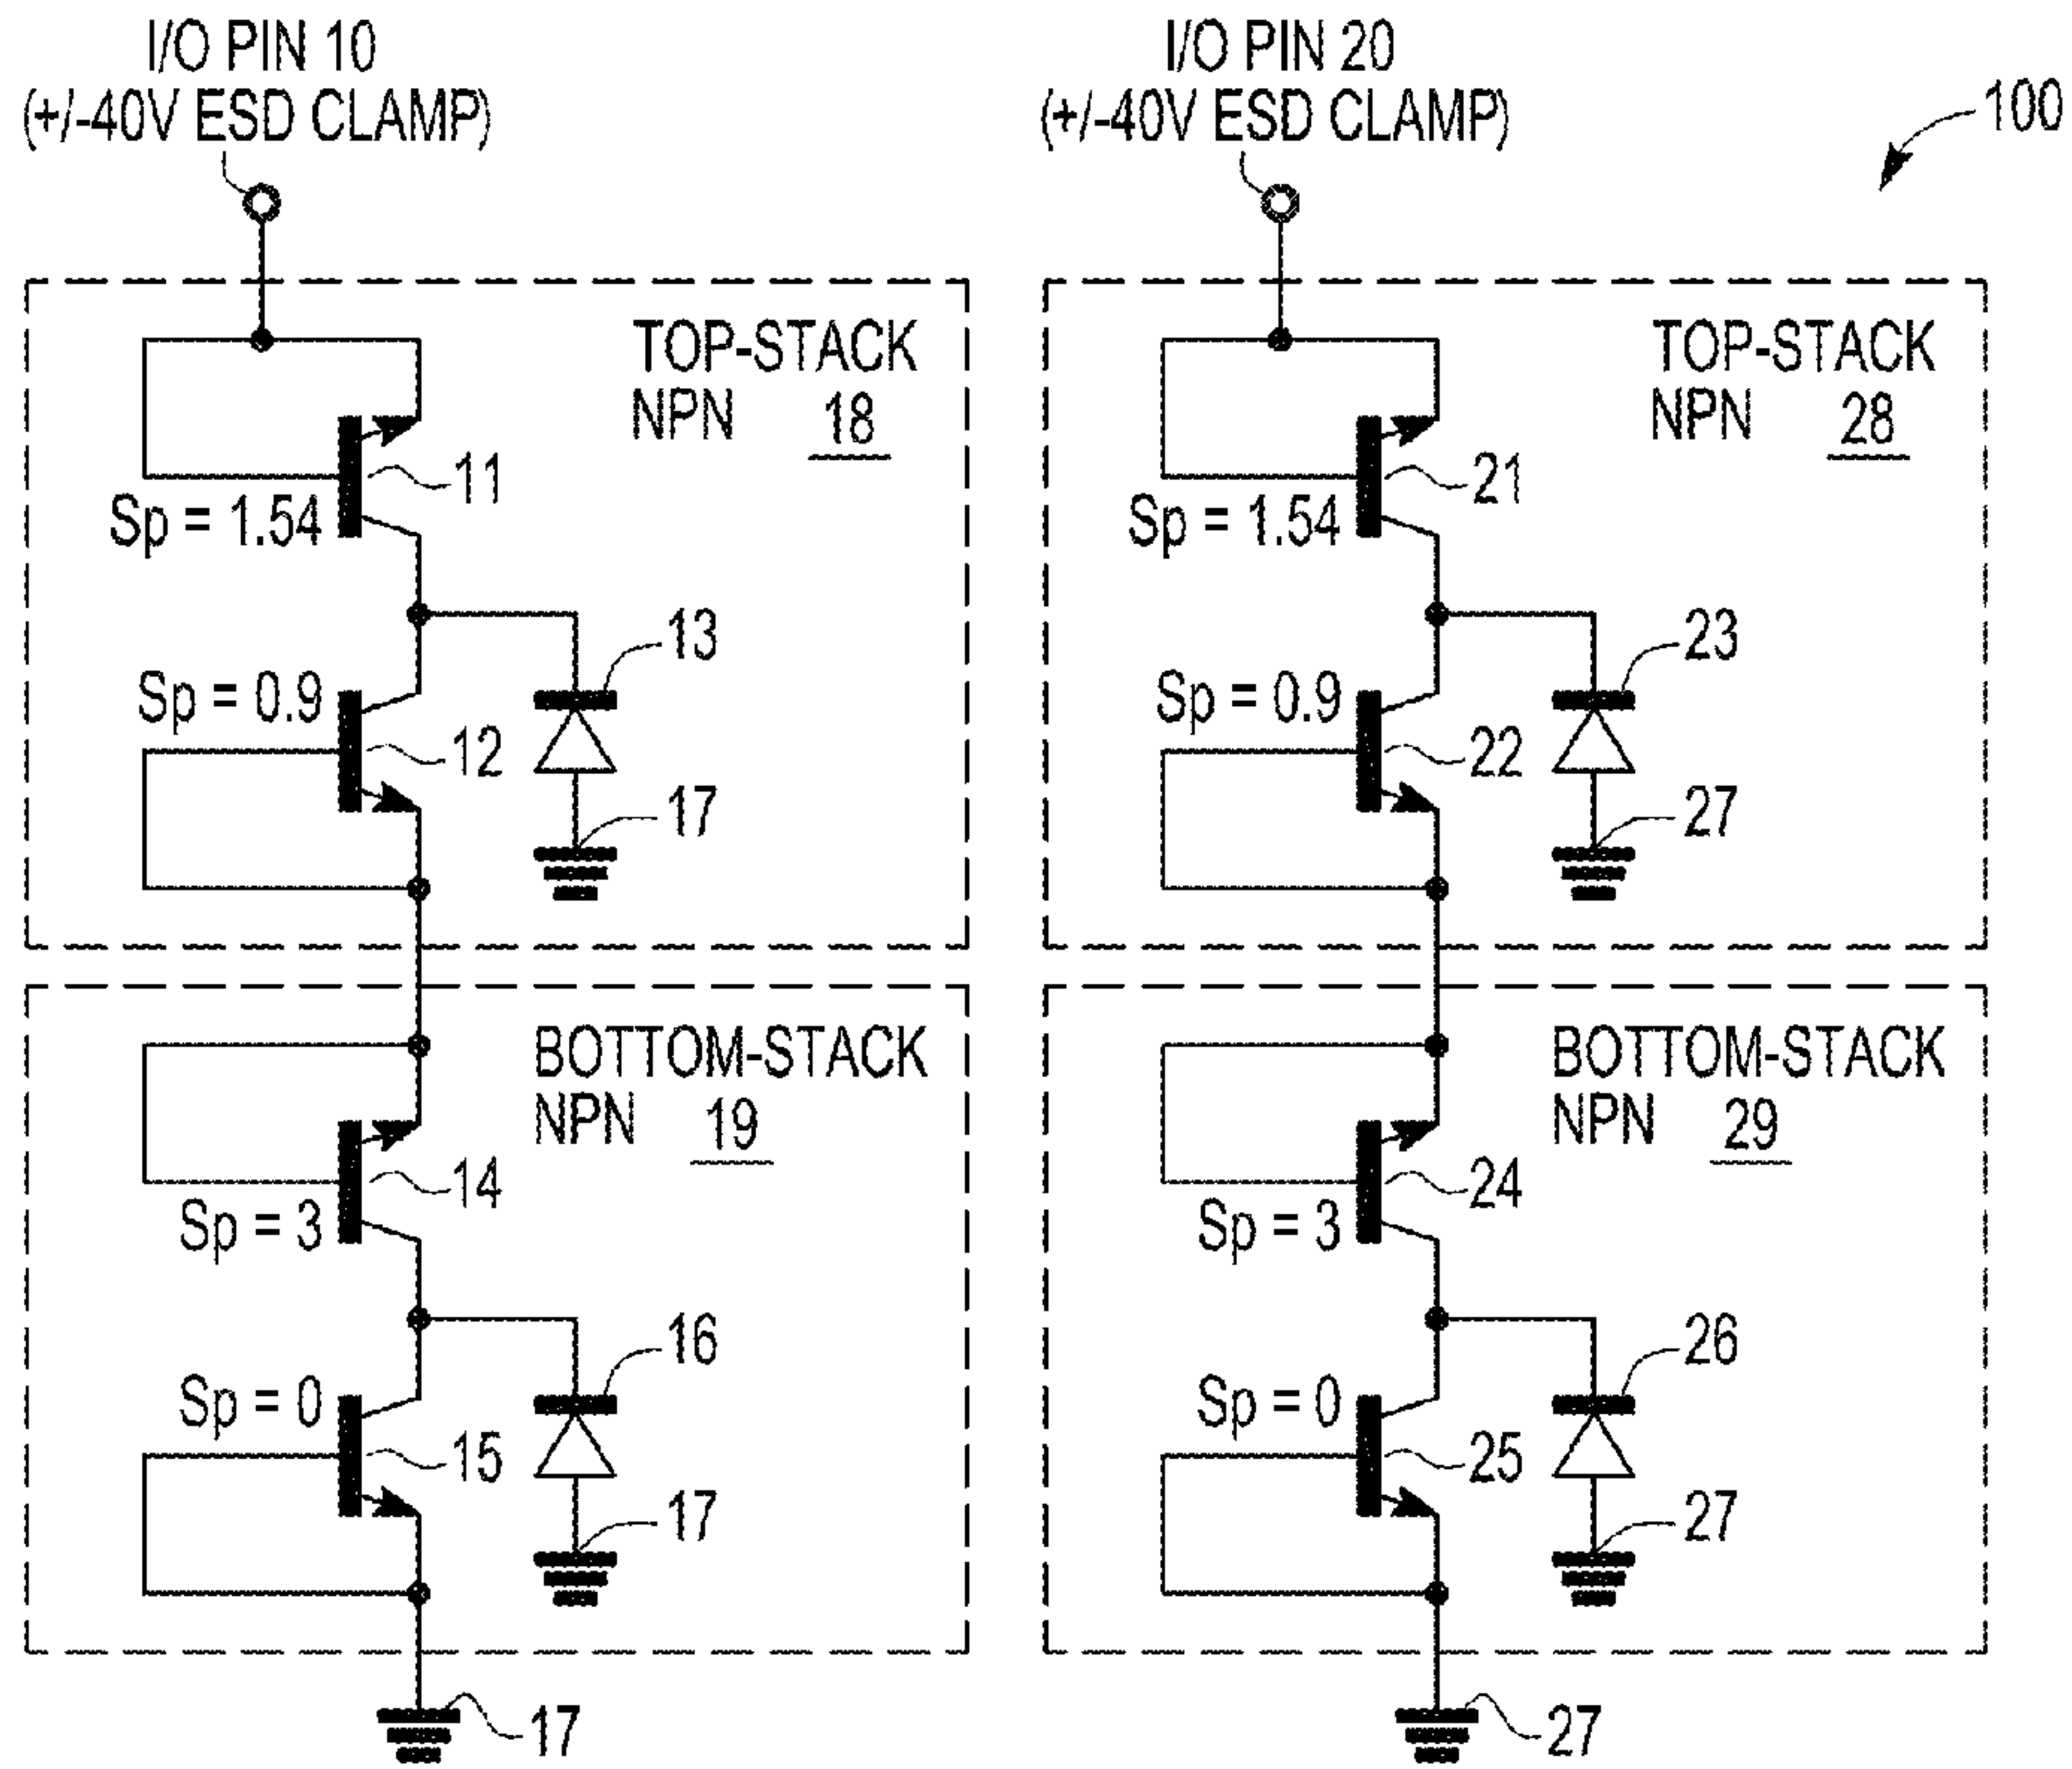 I/O PIN 10
(+/-40V ESD CLAMP)
I/O PIN 20
(+/-40V ESD CLAMP)
100
TOP-STACK
NPN 18
11
Sp = 1.54
13
Sp = 0.9
12
17
BOTTOM-STACK
NPN 19
14
Sp = 3
16
Sp = 0
15
17
17
TOP-STACK
NPN 28
21
Sp = 1.54
23
Sp = 0.9
22
27
BOTTOM-STACK
NPN 29
24
Sp = 3
26
Sp = 0
25
27
27